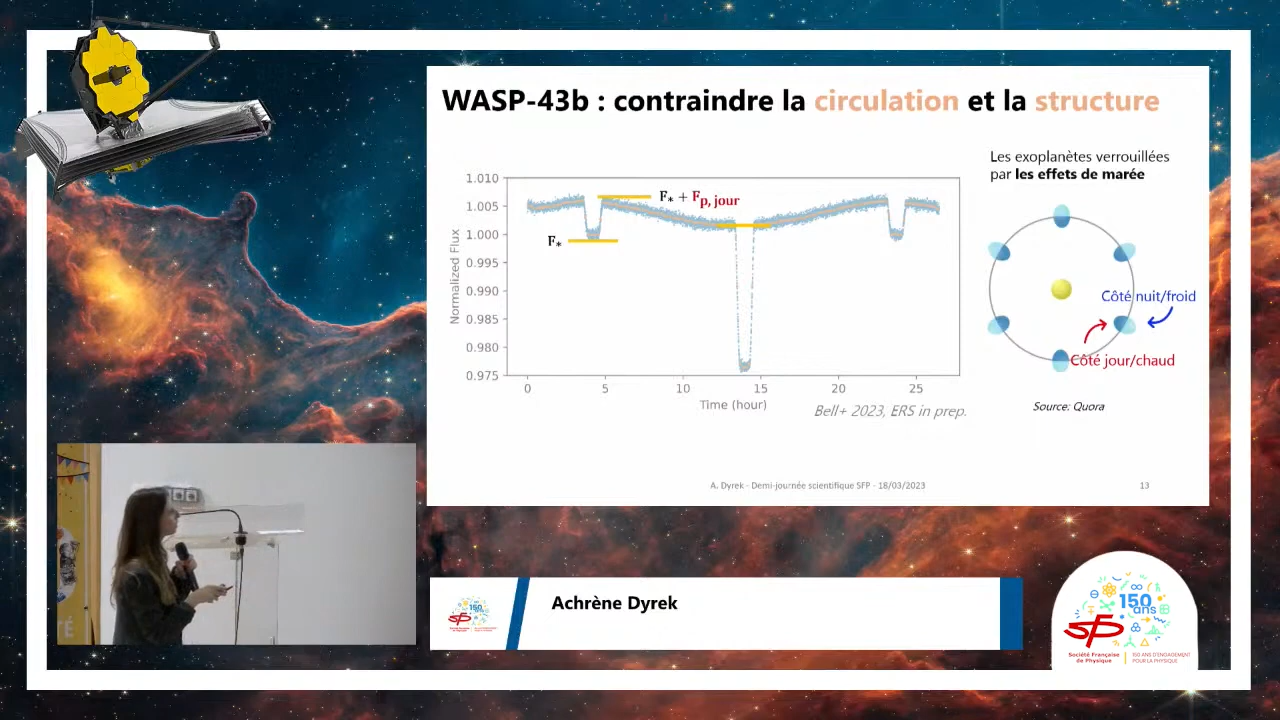 WASP-43b : contraindre la circulation et la structure
Les exoplanètes verrouillées
par les effets de marée
1.010
1.005
1.000
0.995
0.990
0.985
0.980
0.975
Normalized Flux
F* + Fp, jour
F*
0
5
10
15
20
25
Time (hour)
Bell+ 2023, ERS in prep.
Côté nuit/froid
Côté jour/chaud
Source: Quora
A. Dyrek - Demi-journée scientifique SFP - 18/03/2023
13
Achrène Dyrek
150
sfp
150
ans
sfp
Société Française
de Physique
150 ANS D'ENGAGEMENT
POUR LA PHYSIQUE